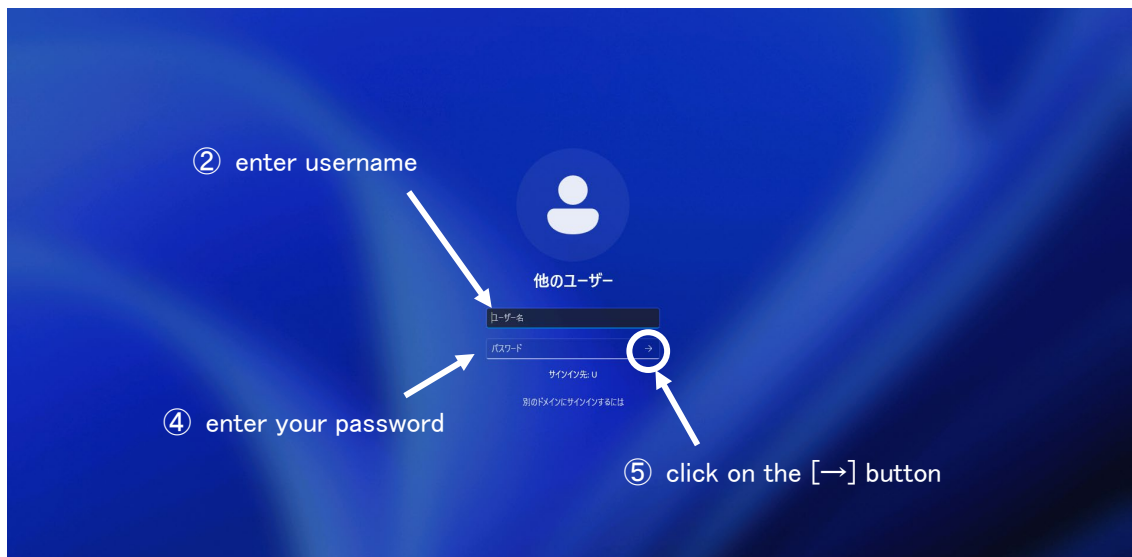 ② enter username
他のユーザー
ユーザー名
パスワード →
サインイン先: U
別のドメインにサインインするには
④ enter your password
⑤ click on the [→] button